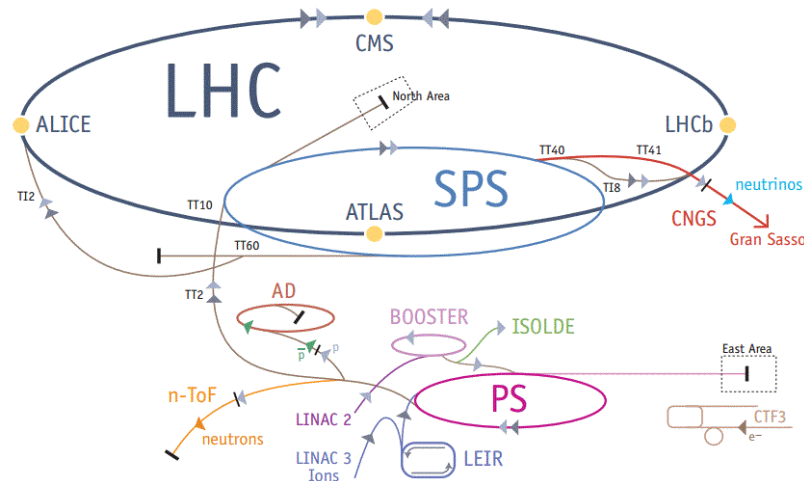 CMS
LHC
North Area
ALICE
LHCb
TT40
TT41
TI8
neutrinos
TI2
SPS
TT10
ATLAS
CNGS
Gran Sasso
TT60
TT2
AD
BOOSTER
ISOLDE
p
p
East Area
n-ToF
PS
LINAC 2
neutrons
CTF3
e–
LINAC 3
Ions
LEIR